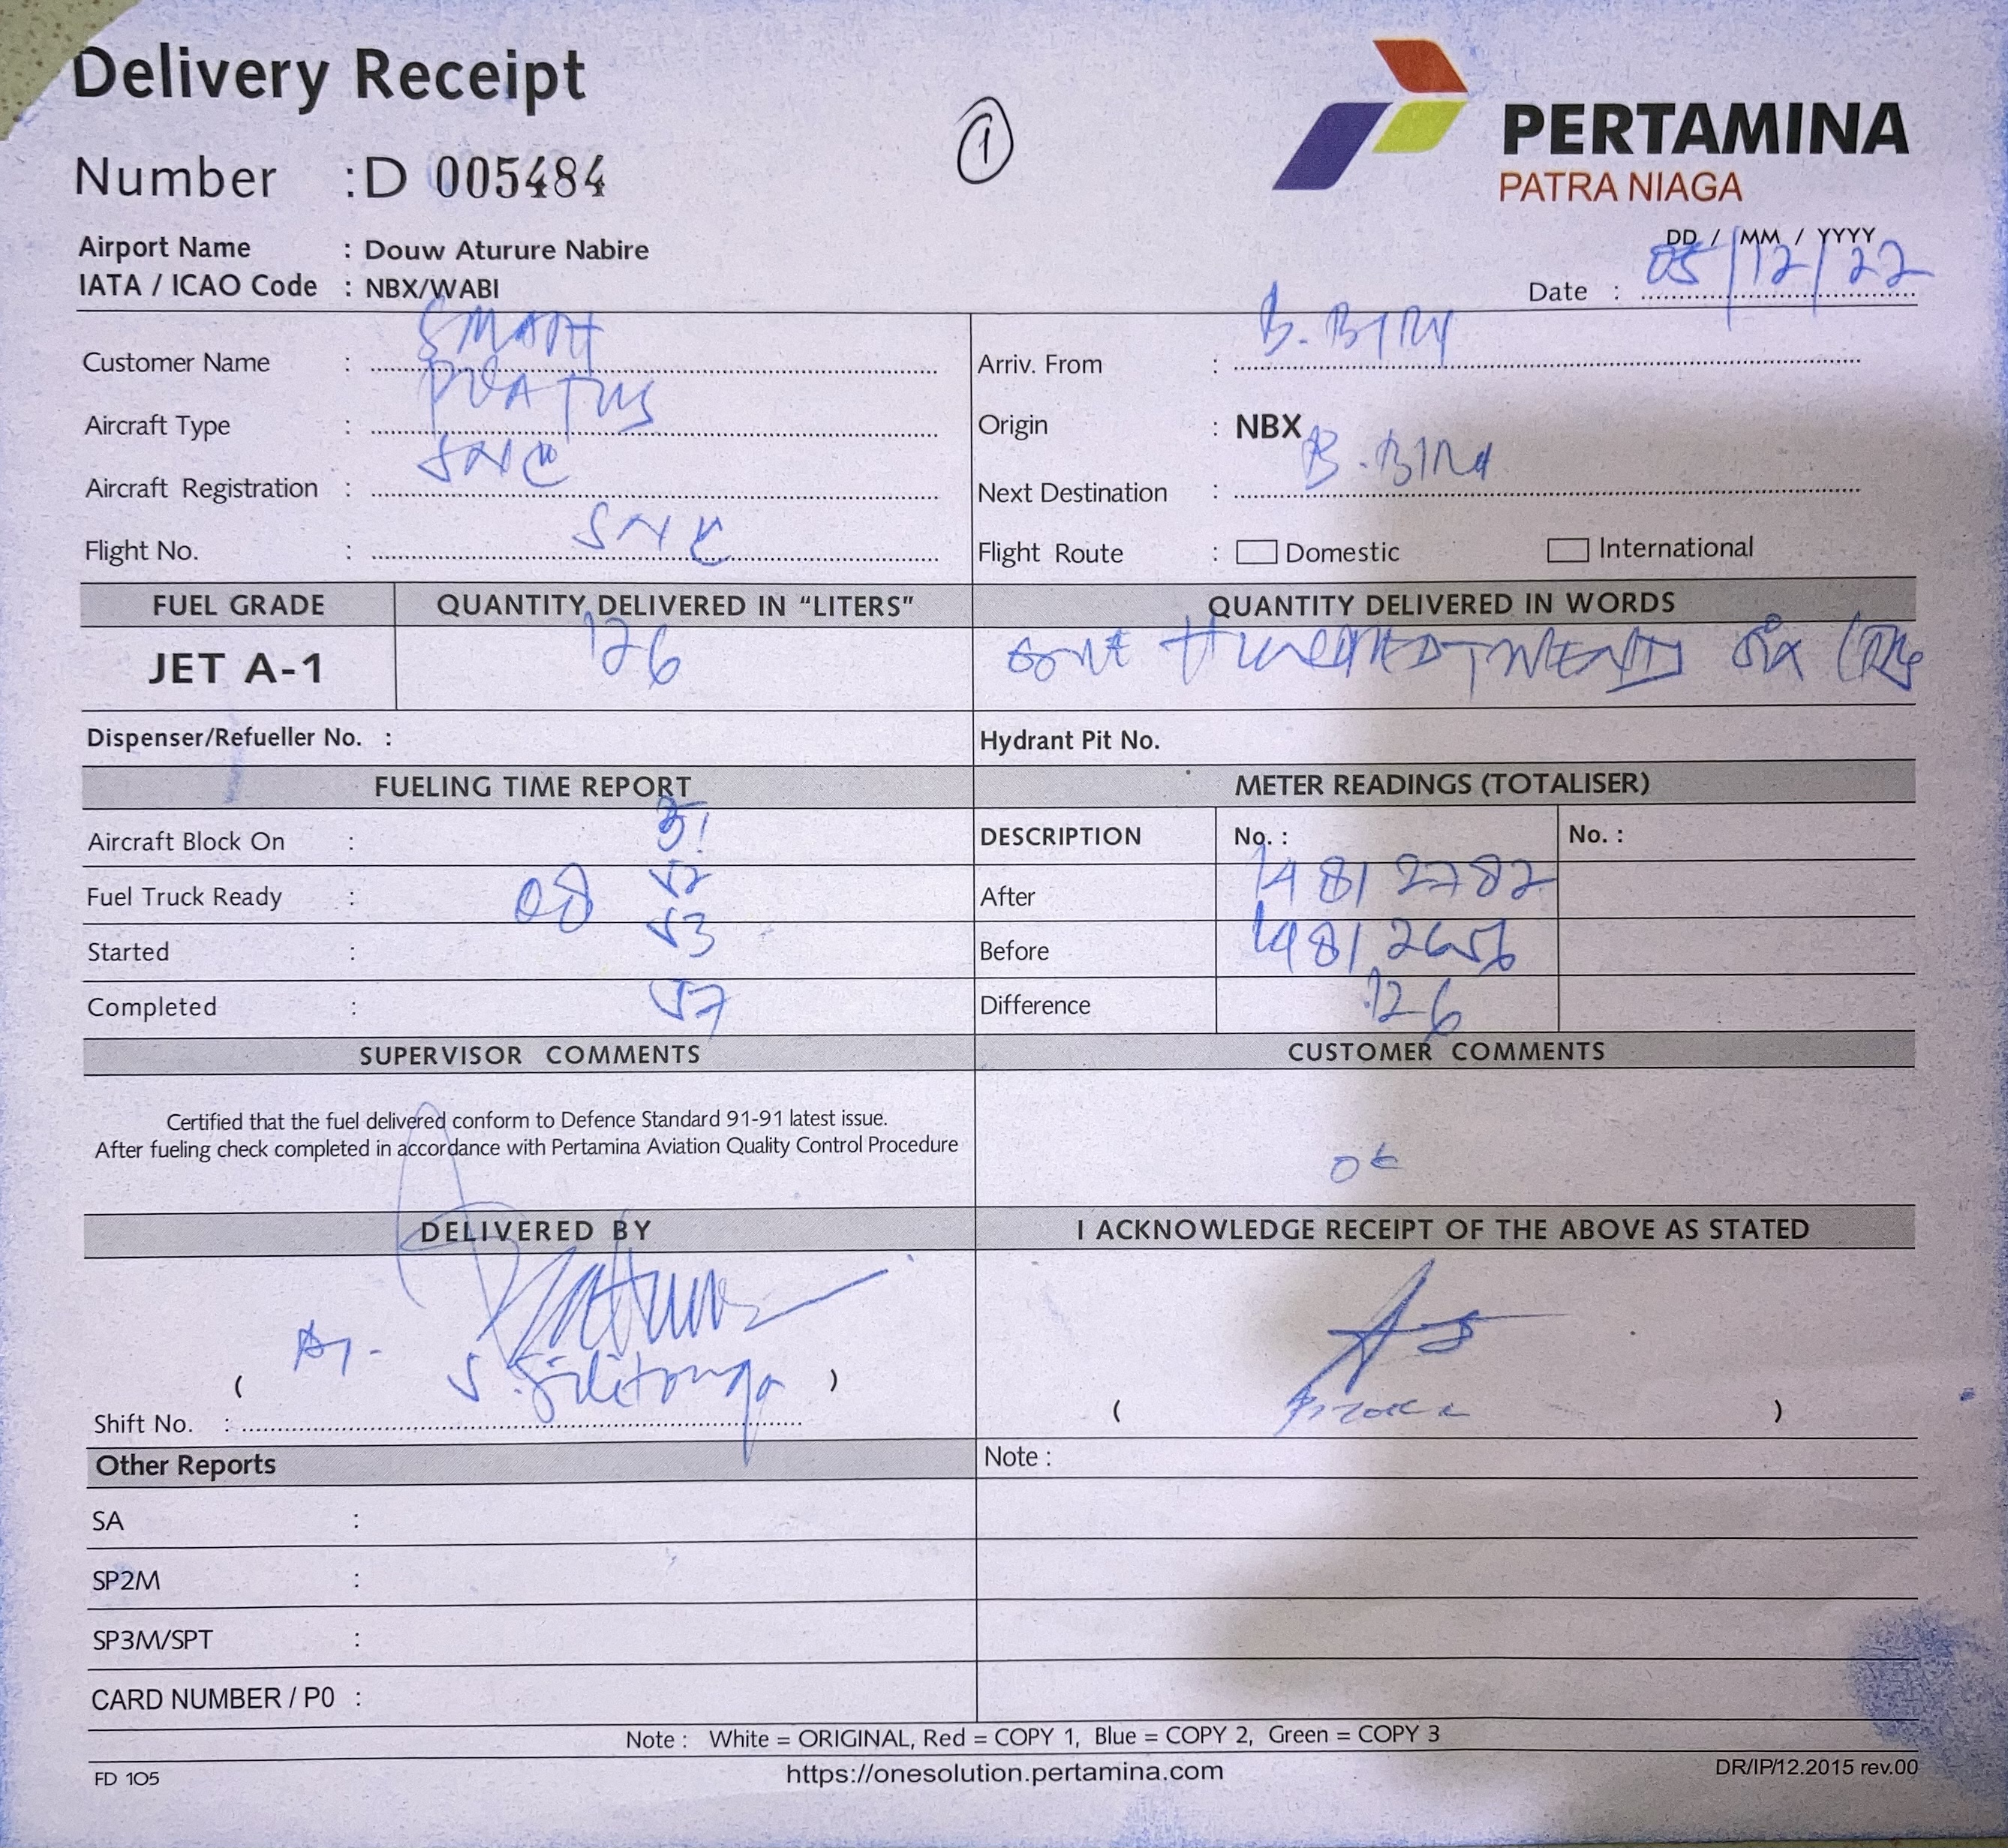 Delivery Receipt
①
PERTAMINA
PATRA NIAGA
Number : D 005484
Airport Name : Douw Aturure Nabire
IATA / ICAO Code : NBX/WABI
DD / MM / YYYY
Date : 05/12/22
Customer Name : SMART
Arriv. From : B.
Aircraft Type :
Origin : NBX
Aircraft Registration : SNC
Next Destination : B.
Flight No. : SNC
Flight Route : Domestic International
FUEL GRADE QUANTITY DELIVERED IN “LITERS” QUANTITY DELIVERED IN WORDS
JET A-1 126 SIX
Dispenser/Refueller No. : Hydrant Pit No.
FUELING TIME REPORT METER READINGS (TOTALISER)
Aircraft Block On : 51 DESCRIPTION No. : No. :
Fuel Truck Ready : 08 52 After 14812782
Started : 53 Before 14812656
Completed : 57 Difference 126
SUPERVISOR COMMENTS CUSTOMER COMMENTS
Certified that the fuel delivered conform to Defence Standard 91-91 latest issue.
After fueling check completed in accordance with Pertamina Aviation Quality Control Procedure
OK
DELIVERED BY I ACKNOWLEDGE RECEIPT OF THE ABOVE AS STATED
( S. Silitonga ) ( )
Shift No. :
Other Reports Note :
SA :
SP2M :
SP3M/SPT :
CARD NUMBER / P0 :
Note : White = ORIGINAL, Red = COPY 1, Blue = COPY 2, Green = COPY 3
FD 105 https://onesolution.pertamina.com DR/IP/12.2015 rev.00